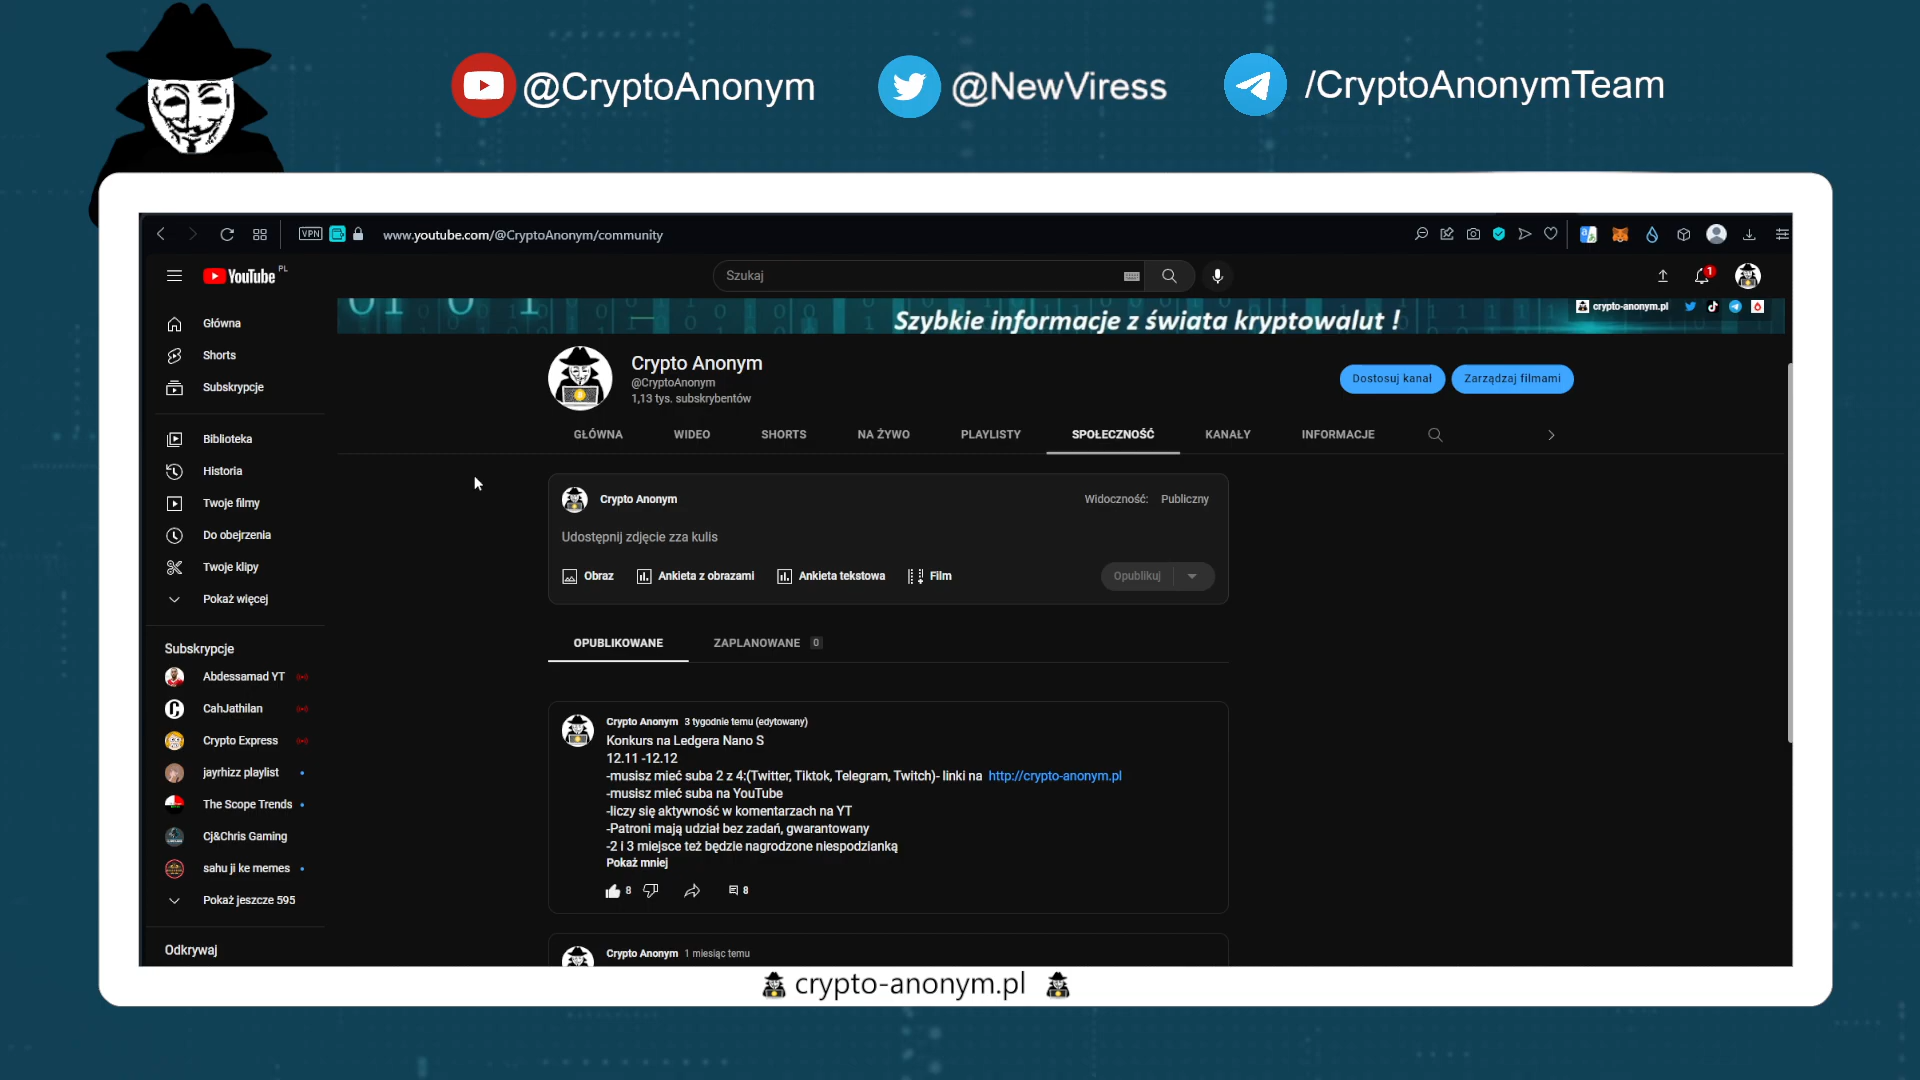 @CryptoAnonym
@NewViress
/CryptoAnonymTeam
VPN
www.youtube.com/@CryptoAnonym/community
YouTube PL
Szukaj
1
Szybkie informacje z świata kryptowalut !
crypto-anonym.pl
Główna
Shorts
Subskrypcje
Biblioteka
Historia
Twoje filmy
Do obejrzenia
Twoje klipy
Pokaż więcej
Subskrypcje
Abdessamad YT
CahJathilan
Crypto Express
jayrhizz playlist
The Scope Trends
Cj&Chris Gaming
sahu ji ke memes
Pokaż jeszcze 595
Odkrywaj
Crypto Anonym
@CryptoAnonym
1,13 tys. subskrybentów
Dostosuj kanał
Zarządzaj filmami
GŁÓWNA
WIDEO
SHORTS
NA ŻYWO
PLAYLISTY
SPOŁECZNOŚĆ
KANAŁY
INFORMACJE
Crypto Anonym
Widoczność: Publiczny
Udostępnij zdjęcie zza kulis
Obraz
Ankieta z obrazami
Ankieta tekstowa
Film
Opublikuj
OPUBLIKOWANE
ZAPLANOWANE 0
Crypto Anonym 3 tygodnie temu (edytowany)
Konkurs na Ledgera Nano S
12.11 -12.12
-musisz mieć suba 2 z 4:(Twitter, Tiktok, Telegram, Twitch)- linki na http://crypto-anonym.pl
-musisz mieć suba na YouTube
-liczy się aktywność w komentarzach na YT
-Patroni mają udział bez zadań, gwarantowany
-2 i 3 miejsce też będzie nagrodzone niespodzianką
Pokaż mniej
8
8
Crypto Anonym 1 miesiąc temu
crypto-anonym.pl